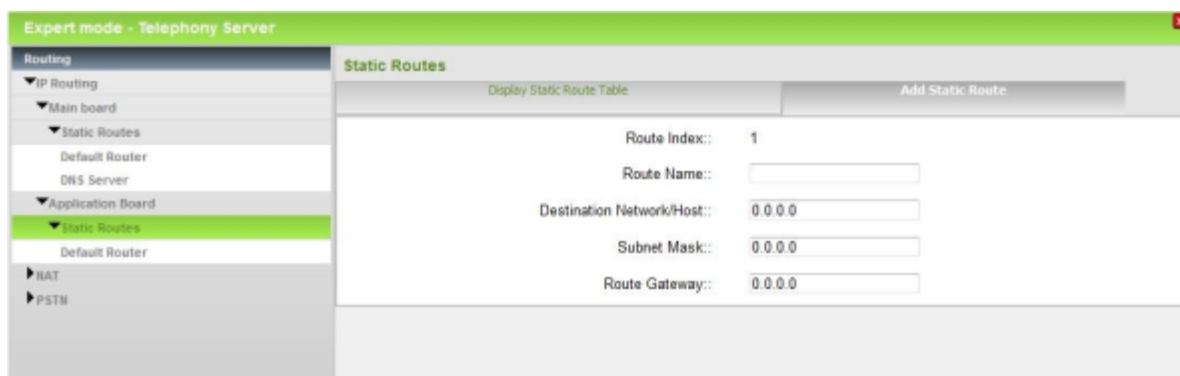 Expert mode - Telephony Server
Routing
IP Routing
Main board
Static Routes
Default Router
DNS Server
Application Board
Static Routes
Default Router
NAT
PSTN
Static Routes
Display Static Route Table
Add Static Route
Route Index:: 1
Route Name::
Destination Network/Host:: 0.0.0.0
Subnet Mask:: 0.0.0.0
Route Gateway:: 0.0.0.0